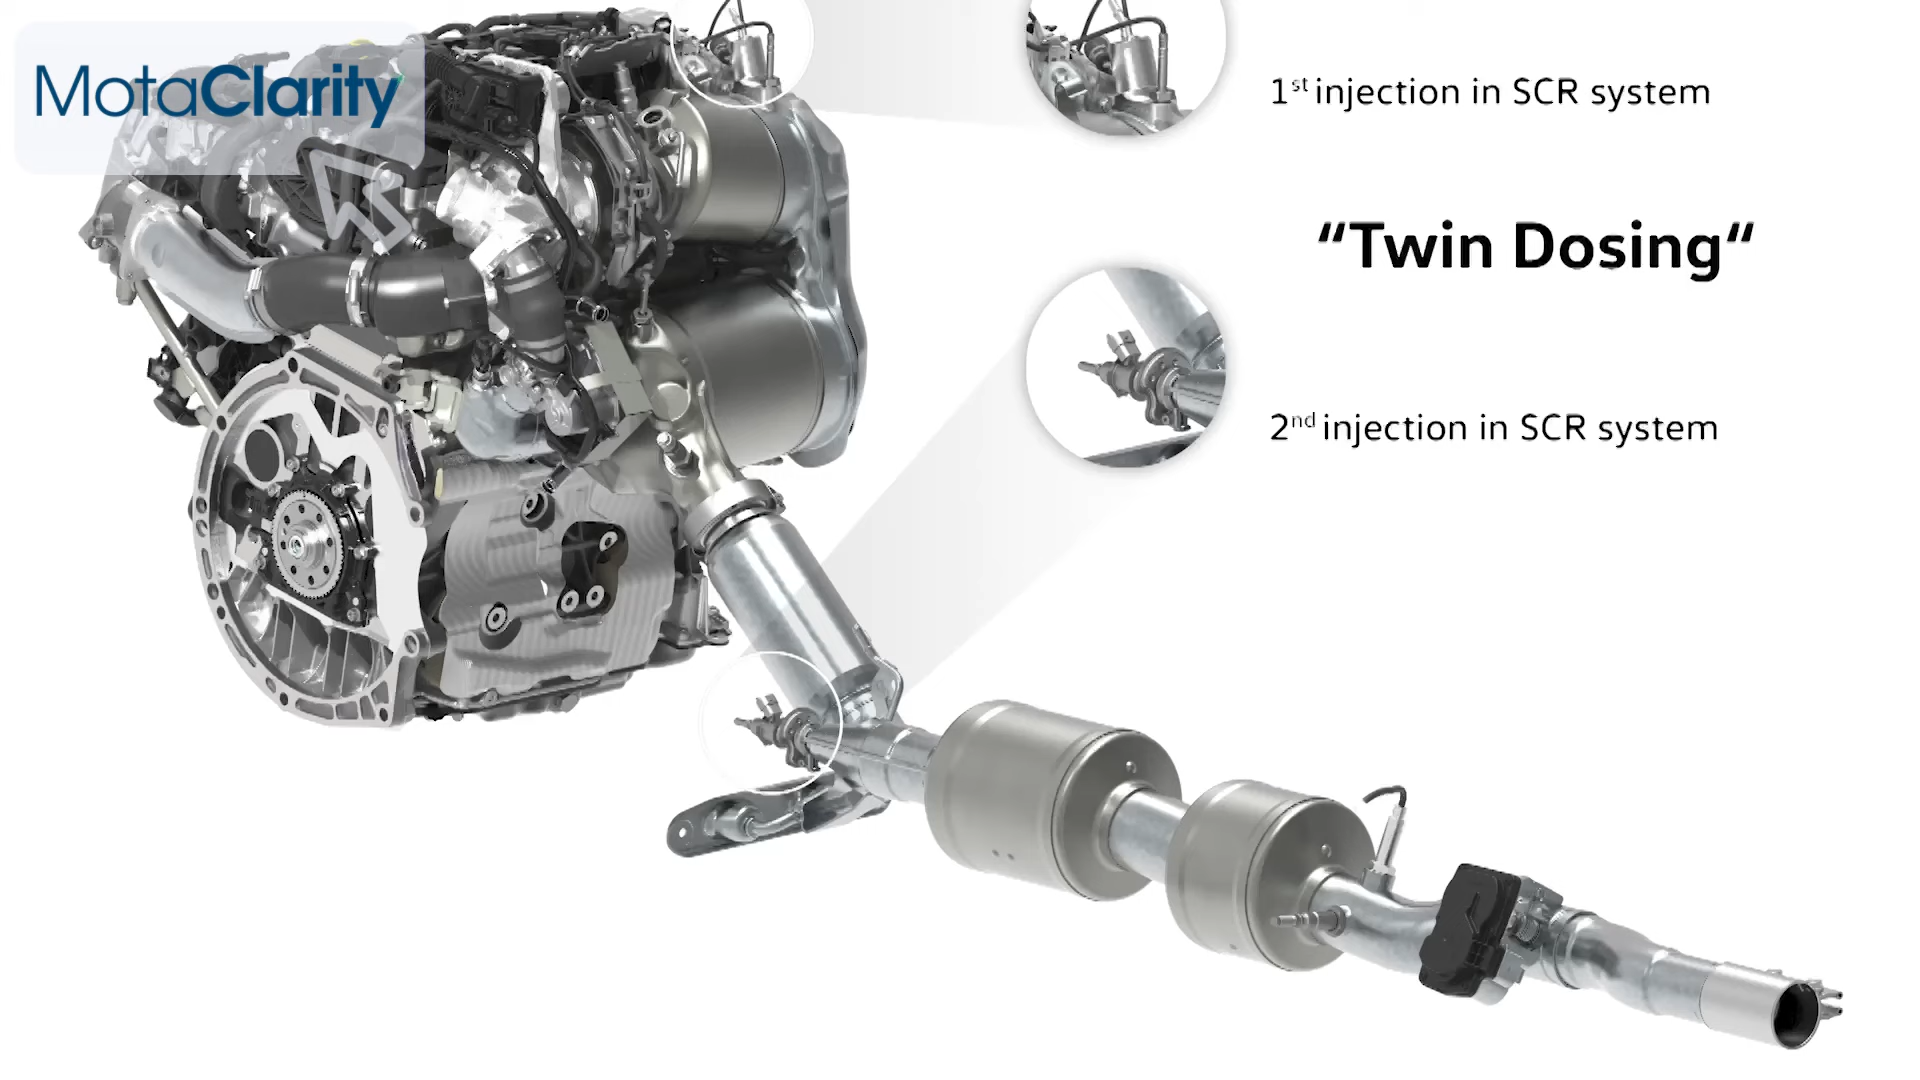 MotaClarity
1st injection in SCR system
“Twin Dosing“
2nd injection in SCR system